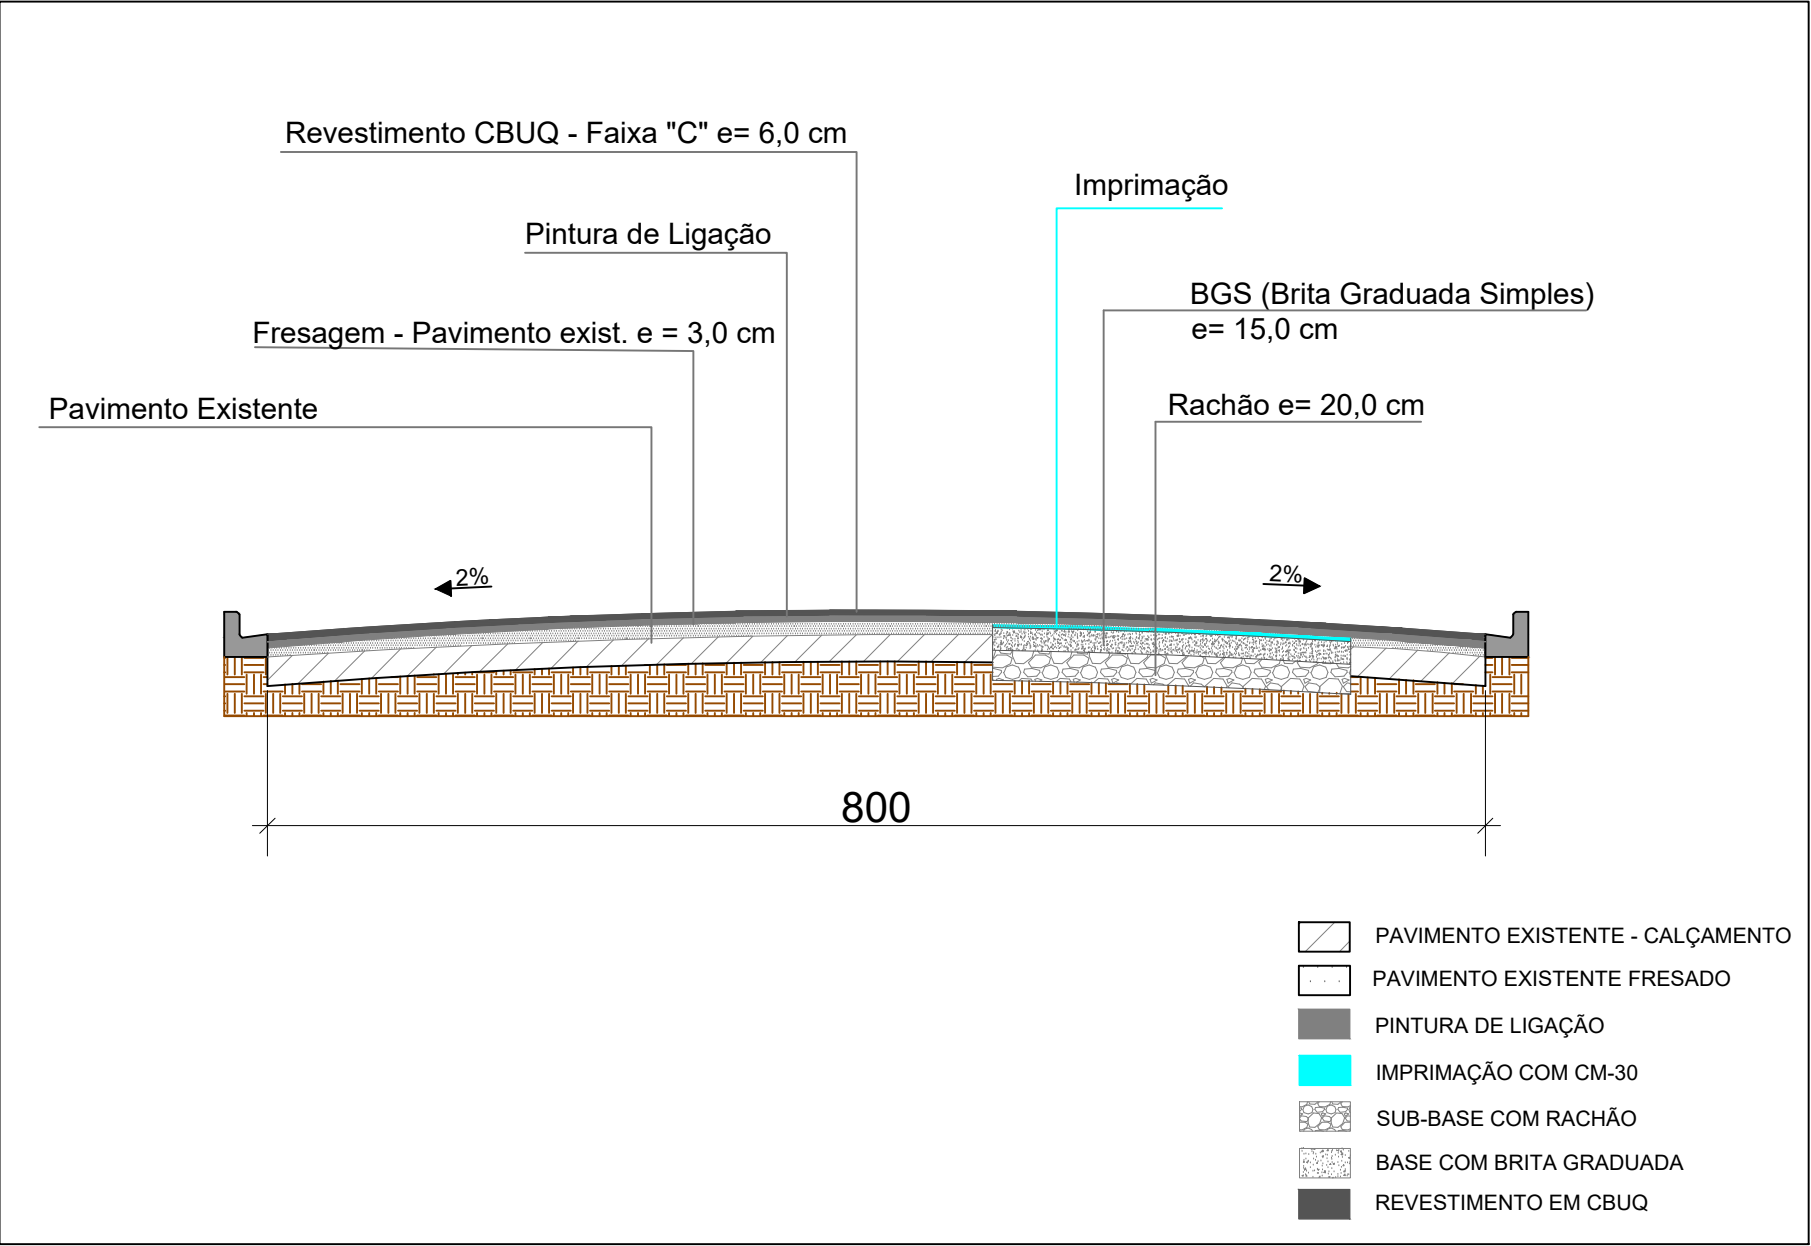 Revestimento CBUQ - Faixa "C" e= 6,0 cm
Imprimação
Pintura de Ligação
BGS (Brita Graduada Simples)
e= 15,0 cm
Fresagem - Pavimento exist. e = 3,0 cm
Pavimento Existente
Rachão e= 20,0 cm
2%
2%
800
PAVIMENTO EXISTENTE - CALÇAMENTO
PAVIMENTO EXISTENTE FRESADO
PINTURA DE LIGAÇÃO
IMPRIMAÇÃO COM CM-30
SUB-BASE COM RACHÃO
BASE COM BRITA GRADUADA
REVESTIMENTO EM CBUQ